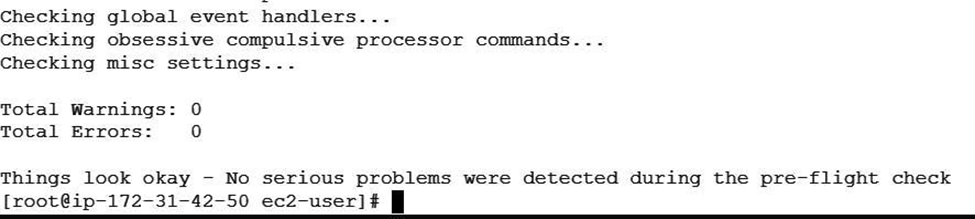 Checking global event handlers...
Checking obsessive compulsive processor commands...
Checking misc settings...
Total Warnings: 0
Total Errors:   0
Things look okay - No serious problems were detected during the pre-flight check
[root@ip-172-31-42-50 ec2-user]#